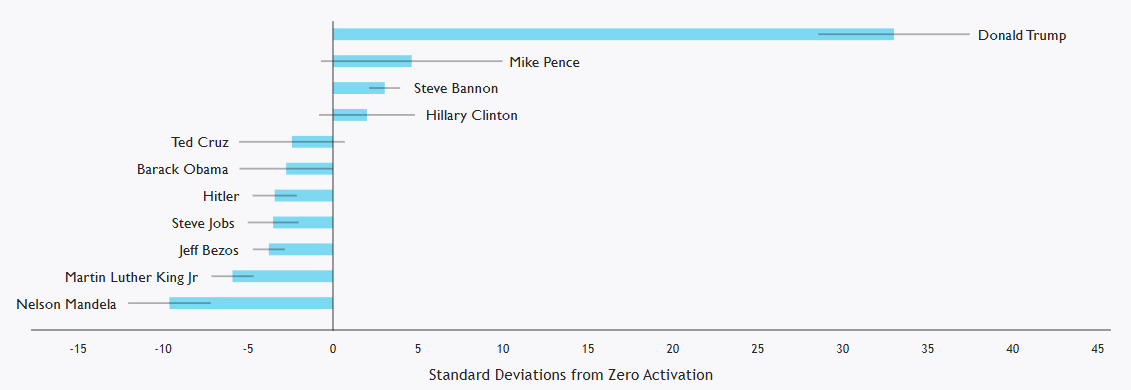 Donald Trump
Mike Pence
Steve Bannon
Hillary Clinton
Ted Cruz
Barack Obama
Hitler
Steve Jobs
Jeff Bezos
Martin Luther King Jr
Nelson Mandela
-15 -10 -5 0 5 10 15 20 25 30 35 40 45
Standard Deviations from Zero Activation